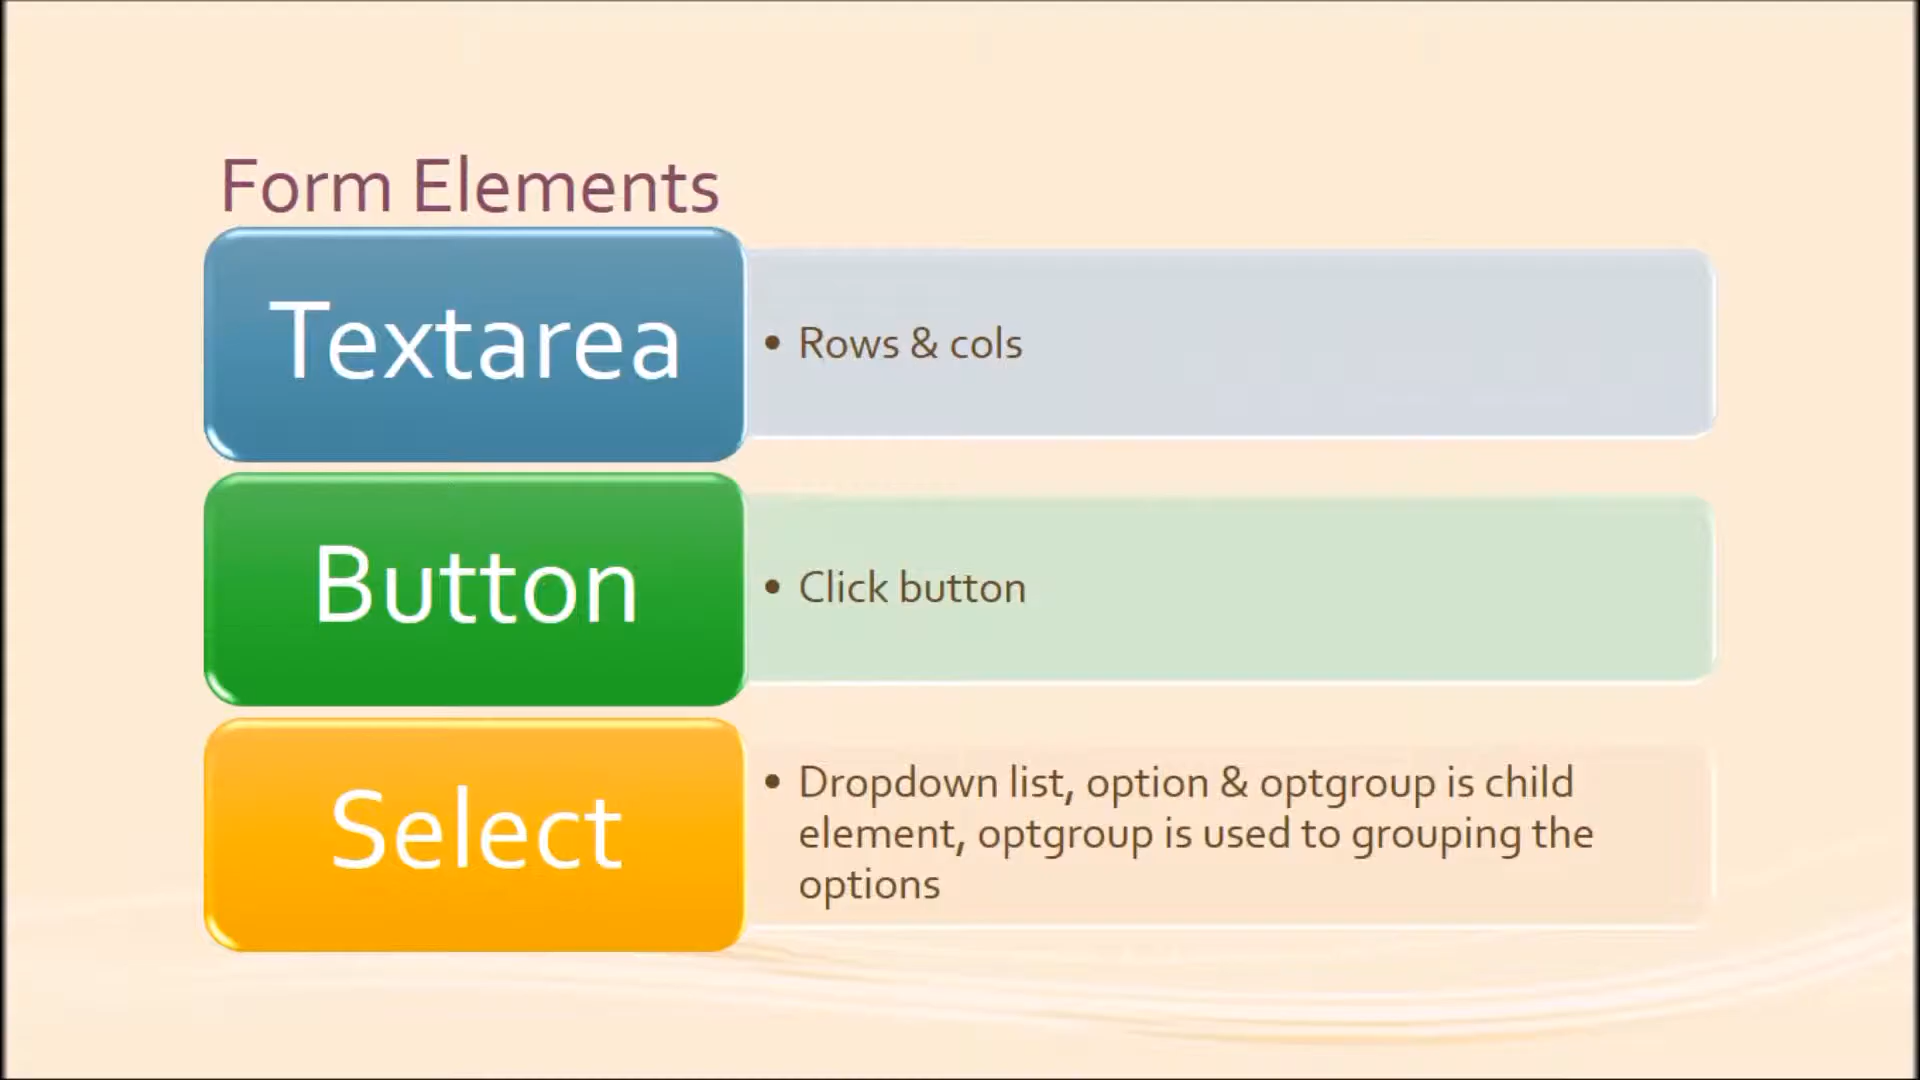 Form Elements
Textarea
• Rows & cols
Button
• Click button
Select
• Dropdown list, option & optgroup is child
element, optgroup is used to grouping the
options